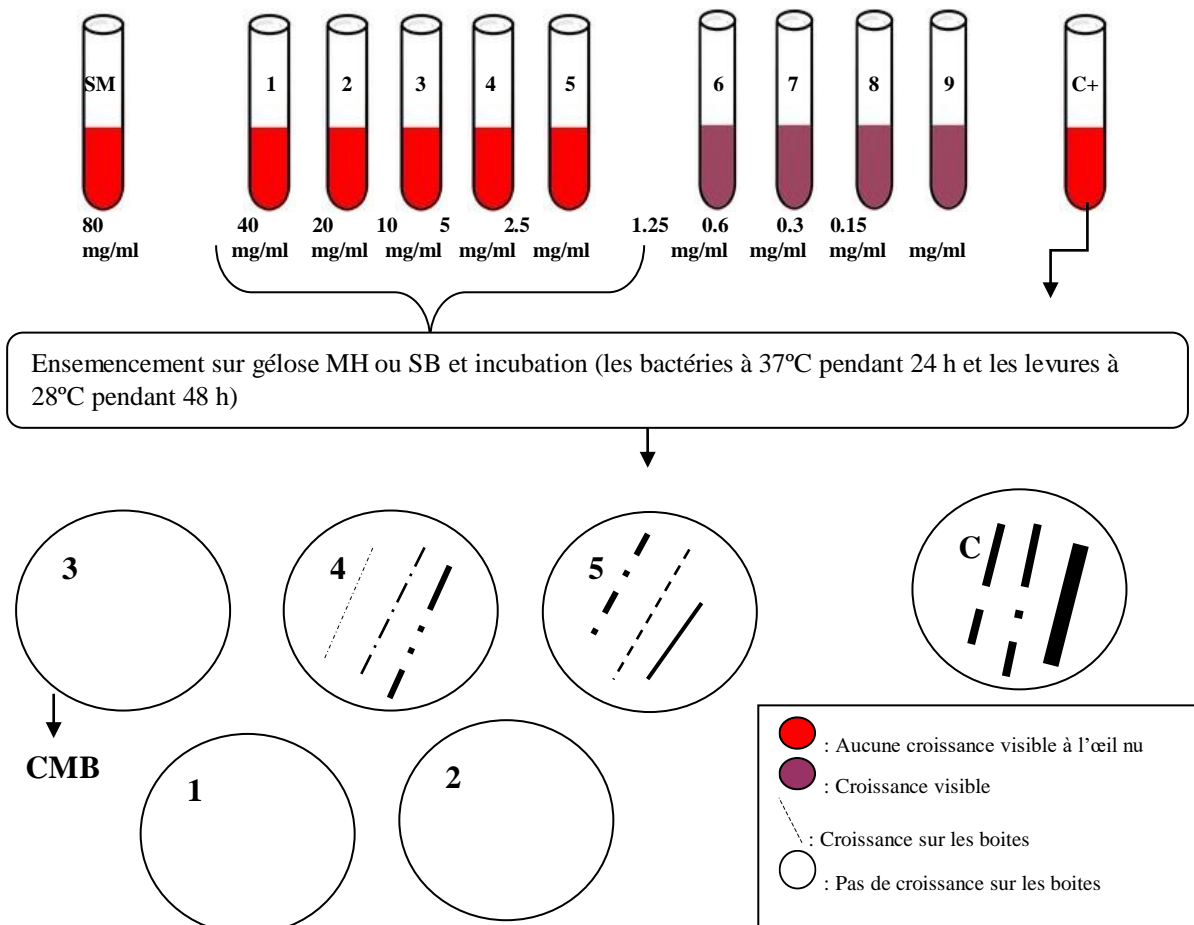 SM 1 2 3 4 5 6 7 8 9 C+
80 40 20 10 5 2.5 1.25 0.6 0.3 0.15
mg/ml mg/ml mg/ml mg/ml mg/ml mg/ml mg/ml mg/ml mg/ml
Ensemencement sur gélose MH ou SB et incubation (les bactéries à 37ºC pendant 24 h et les levures à
28ºC pendant 48 h)
3 4 5 C
CMB
1 2
: Aucune croissance visible à l'œil nu
: Croissance visible
: Croissance sur les boites
: Pas de croissance sur les boites